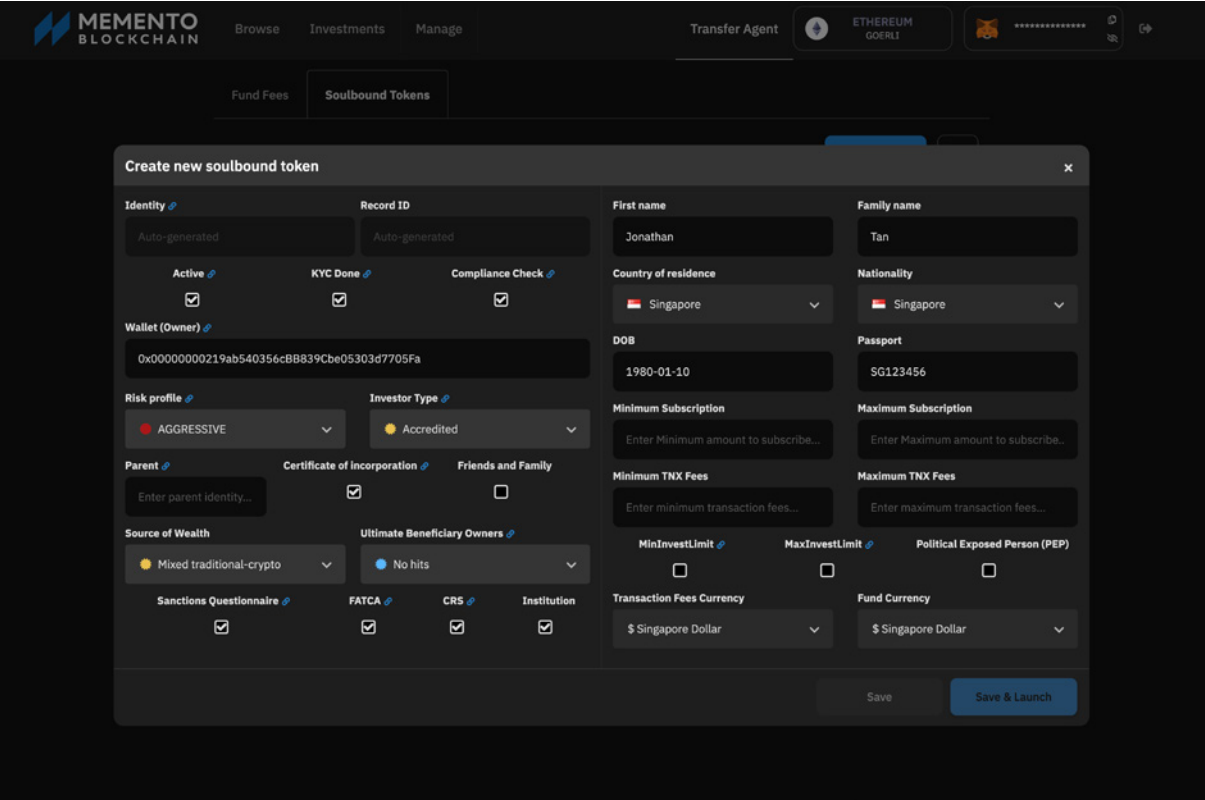 MEMENTO
BLOCKCHAIN
Browse Investments Manage Transfer Agent
ETHEREUM
GOERLI
**************
Fund Fees Soulbound Tokens
Create new soulbound token ×
Identity Record ID
Auto-generated Auto-generated
Active KYC Done Compliance Check
Wallet (Owner)
0x00000000219ab540356cBB839Cbe05303d7705Fa
Risk profile Investor Type
AGGRESSIVE Accredited
Parent Certificate of incorporation Friends and Family
Enter parent identity...
Source of Wealth Ultimate Beneficiary Owners
Mixed traditional-crypto No hits
Sanctions Questionnaire FATCA CRS Institution
First name Family name
Jonathan Tan
Country of residence Nationality
Singapore Singapore
DOB Passport
1980-01-10 SG123456
Minimum Subscription Maximum Subscription
Enter Minimum amount to subscribe... Enter Maximum amount to subscribe..
Minimum TNX Fees Maximum TNX Fees
Enter minimum transaction fees... Enter maximum transaction fees...
MinInvestLimit MaxInvestLimit Political Exposed Person (PEP)
Transaction Fees Currency Fund Currency
$ Singapore Dollar $ Singapore Dollar
Save Save & Launch